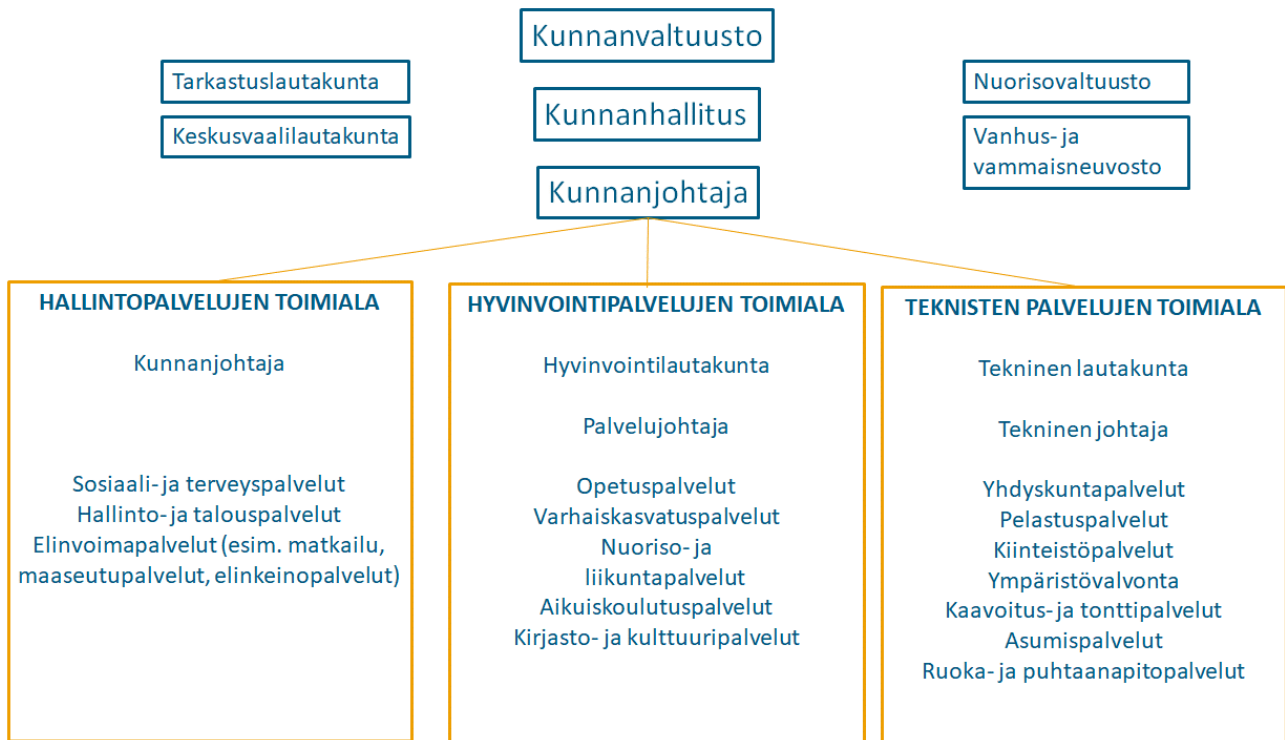 Kunnanvaltuusto
Tarkastuslautakunta
Keskusvaalilautakunta
Kunnanhallitus
Kunnanjohtaja
Nuorisovaltuusto
Vanhus- ja
vammaisneuvosto
HALLINTOPALVELUJEN TOIMIALA
Kunnanjohtaja
Sosiaali- ja terveyspalvelut
Hallinto- ja talouspalvelut
Elinvoimapalvelut (esim. matkailu,
maaseutupalvelut, elinkeinopalvelut)
HYVINVOINTIPALVELUJEN TOIMIALA
Hyvinvointilautakunta
Palvelujohtaja
Opetuspalvelut
Varhaiskasvatuspalvelut
Nuoriso- ja
liikuntapalvelut
Aikuiskoulutuspalvelut
Kirjasto- ja kulttuuripalvelut
TEKNISTEN PALVELUJEN TOIMIALA
Tekninen lautakunta
Tekninen johtaja
Yhdyskuntapalvelut
Pelastuspalvelut
Kiinteistöpalvelut
Ympäristövalvonta
Kaavoitus- ja tonttipalvelut
Asumispalvelut
Ruoka- ja puhtaanapitopalvelut